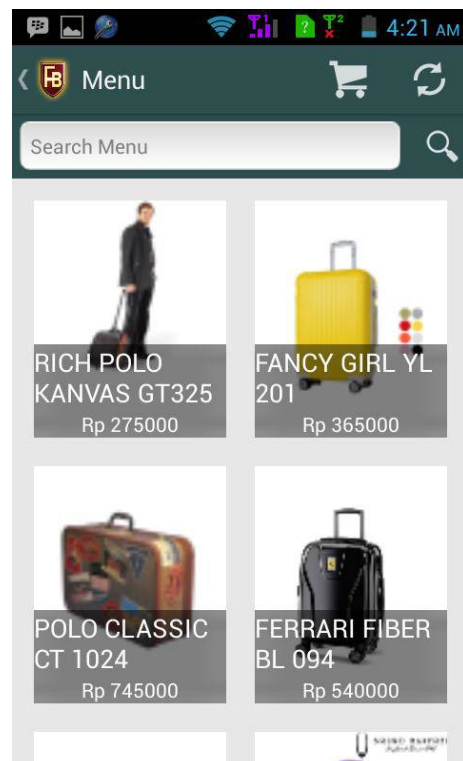 4:21 AM
FB Menu
Search Menu
RICH POLO
KANVAS GT325
Rp 275000
FANCY GIRL YL
201
Rp 365000
POLO CLASSIC
CT 1024
Rp 745000
FERRARI FIBER
BL 094
Rp 540000